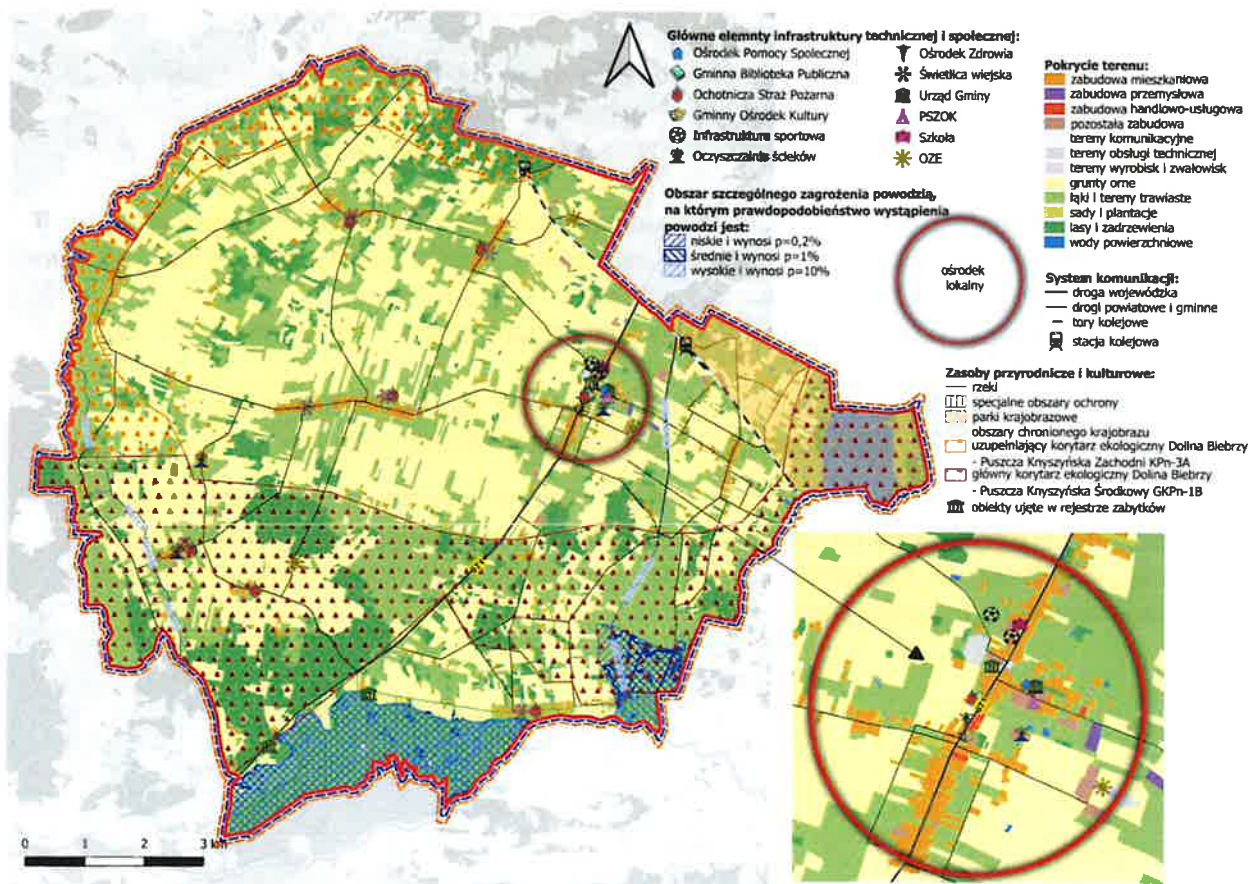 Główne elemnty infrastruktury technicznej i społecznej:
Ośrodek Pomocy Społecznej
Gminna Biblioteka Publiczna
Ochotnicza Straż Pożarna
Gminny Ośrodek Kultury
Infrastruktura sportowa
Oczyszczalnie ścieków
Ośrodek Zdrowia
Świetlica wiejska
Urząd Gminy
PSZOK
Szkoła
OZE
Obszar szczególnego zagrożenia powodzią,
na którym prawdopodobieństwo wystąpienia
powodzi jest:
niskie i wynosi p=0,2%
średnie i wynosi p=1%
wysokie i wynosi p=10%
Pokrycie terenu:
zabudowa mieszkaniowa
zabudowa przemysłowa
zabudowa handlowo-usługowa
pozostała zabudowa
tereny komunikacyjne
tereny obsługi technicznej
tereny wyrobisk i zwałowisk
grunty orne
łąki i tereny trawiaste
sady i plantacje
lasy i zadrzewienia
wody powierzchniowe
ośrodek
lokalny
System komunikacji:
droga wojewódzka
drogi powiatowe i gminne
tory kolejowe
stacja kolejowa
Zasoby przyrodnicze i kulturowe:
rzeki
specjalne obszary ochrony
parki krajobrazowe
obszary chronionego krajobrazu
uzupełniający korytarz ekologiczny Dolina Biebrzy
- Puszcza Knyszyńska Zachodni KPn-3A
główny korytarz ekologiczny Dolina Biebrzy
- Puszcza Knyszyńska Środkowy GKPn-1B
obiekty ujęte w rejestrze zabytków
0 1 2 3 km